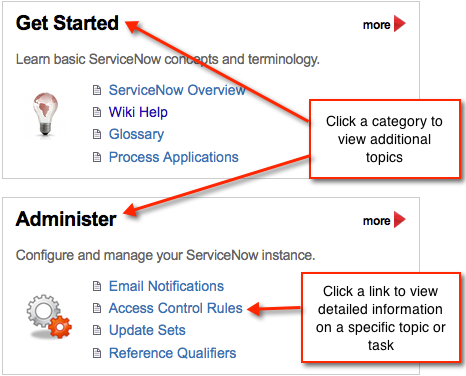 Get Started
more
Learn basic ServiceNow concepts and terminology.
ServiceNow Overview
Wiki Help
Glossary
Process Applications
Click a category to
view additional
topics
Administer
more
Configure and manage your ServiceNow instance.
Email Notifications
Access Control Rules
Update Sets
Reference Qualifiers
Click a link to view
detailed information
on a specific topic or
task